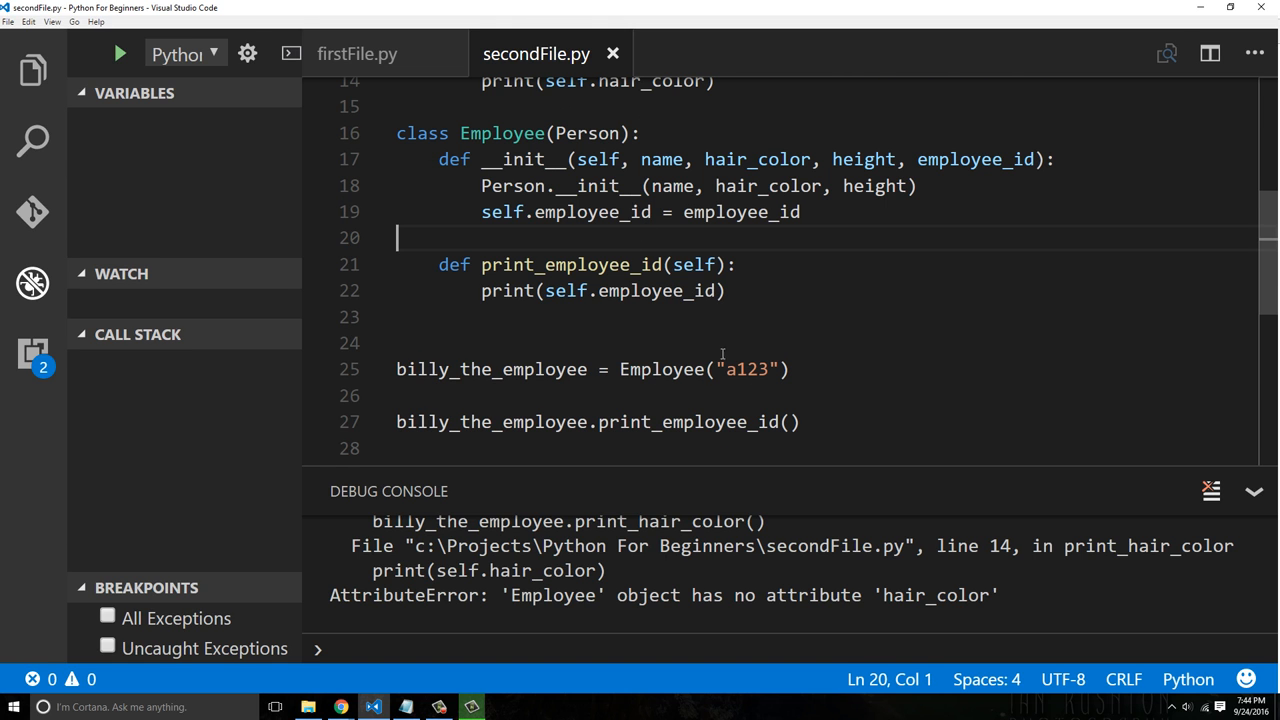 secondFile.py - Python For Beginners - Visual Studio Code
File Edit View Go Help
Pythor
firstFile.py
secondFile.py
VARIABLES
WATCH
CALL STACK
BREAKPOINTS
All Exceptions
Uncaught Exceptions
2
14 print(self.hair_color)
15
16 class Employee(Person):
17 def __init__(self, name, hair_color, height, employee_id):
18 Person.__init__(name, hair_color, height)
19 self.employee_id = employee_id
20
21 def print_employee_id(self):
22 print(self.employee_id)
23
24
25 billy_the_employee = Employee("a123")
26
27 billy_the_employee.print_employee_id()
28
DEBUG CONSOLE
billy_the_employee.print_hair_color()
File "c:\Projects\Python For Beginners\secondFile.py", line 14, in print_hair_color
print(self.hair_color)
AttributeError: 'Employee' object has no attribute 'hair_color'
0 0
Ln 20, Col 1 Spaces: 4 UTF-8 CRLF Python
I'm Cortana. Ask me anything.
7:44 PM
9/24/2016